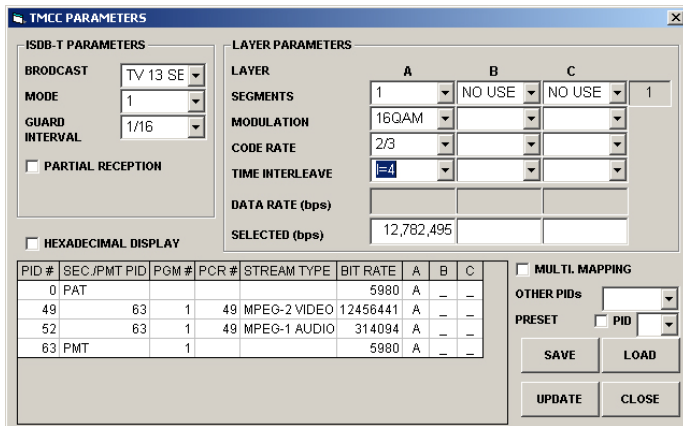 TMCC PARAMETERS
ISDB-T PARAMETERS
BRODCAST TV 13 SE
MODE 1
GUARD INTERVAL 1/16
PARTIAL RECEPTION
HEXADECIMAL DISPLAY
LAYER PARAMETERS
LAYER A B C
SEGMENTS 1 NO USE NO USE 1
MODULATION 16QAM
CODE RATE 2/3
TIME INTERLEAVE I=4
DATA RATE (bps)
SELECTED (bps) 12,782,495
PID # SEC./PMT PID PGM # PCR # STREAM TYPE BIT RATE A B C
0 PAT 5980 A _ _
49 63 1 49 MPEG-2 VIDEO 12456441 A _ _
52 63 1 49 MPEG-1 AUDIO 314094 A _ _
63 PMT 1 5980 A _ _
MULTI. MAPPING
OTHER PIDs
PRESET PID
SAVE LOAD
UPDATE CLOSE